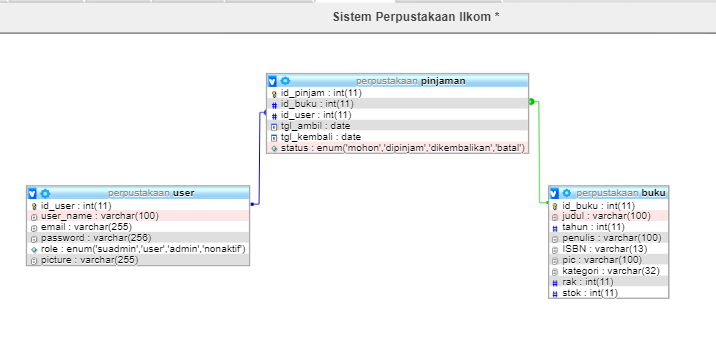 Sistem Perpustakaan Ilkom *
perpustakaan pinjaman
id_pinjam : int(11)
id_buku : int(11)
id_user : int(11)
tgl_ambil : date
tgl_kembali : date
status : enum('mohon','dipinjam','dikembalikan','batal')
perpustakaan user
id_user : int(11)
user_name : varchar(100)
email : varchar(255)
password : varchar(256)
role : enum('suadmin','user','admin','nonaktif')
picture : varchar(255)
perpustakaan buku
id_buku : int(11)
judul : varchar(100)
tahun : int(11)
penulis : varchar(100)
ISBN : varchar(13)
pic : varchar(100)
kategori : varchar(32)
rak : int(11)
stok : int(11)